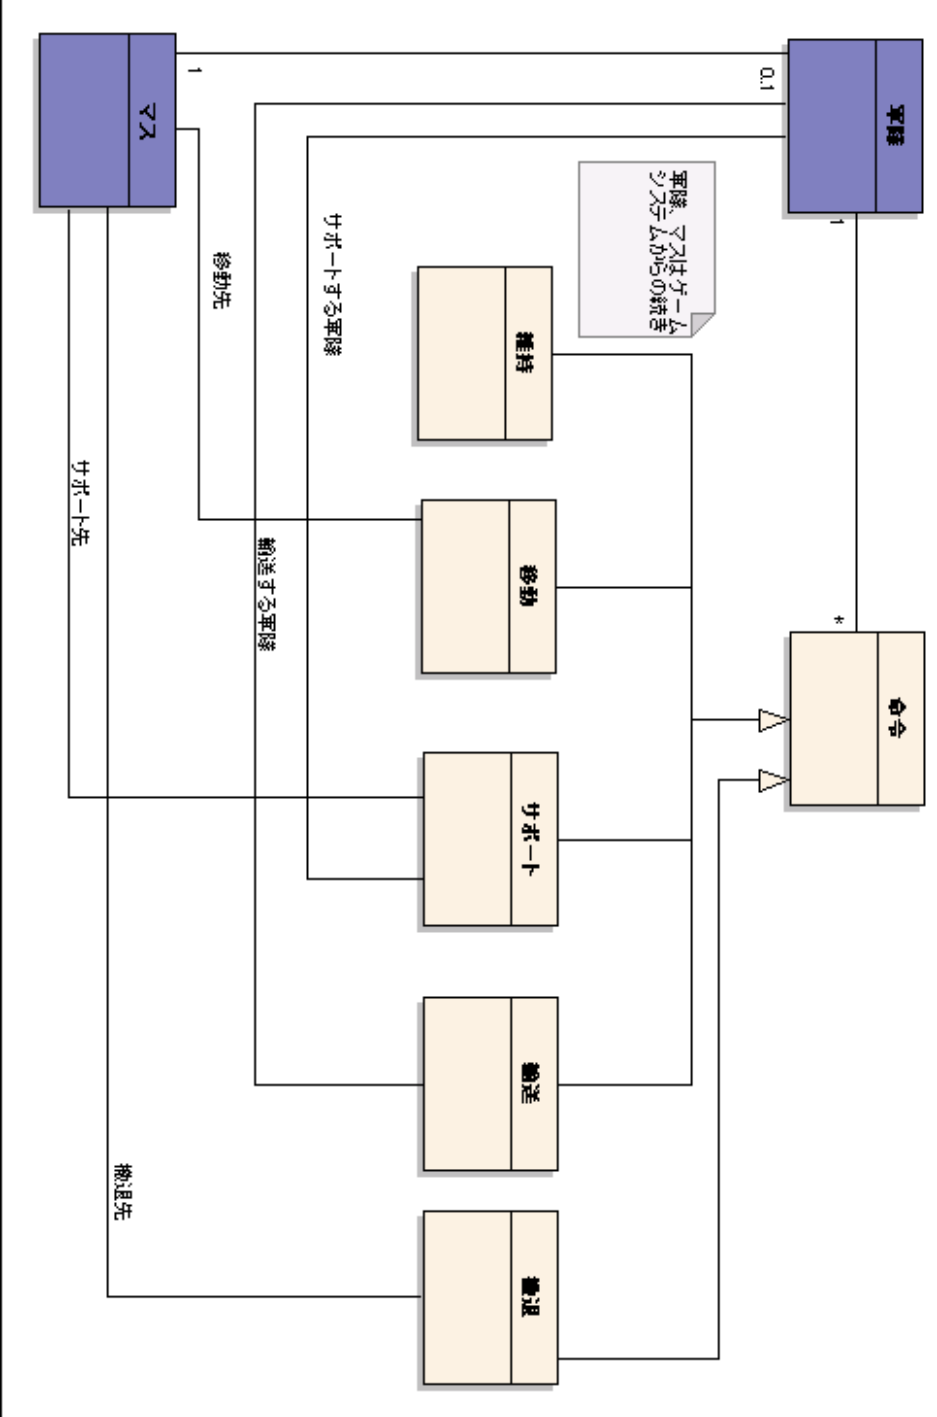 軍隊
1
*
命令
0.1
1
マス
軍隊、マスはゲーム
システムからの続き
維持
移動
サポート
輸送
撤退
サポートする軍隊
移動先
輸送する軍隊
サポート先
撤退先